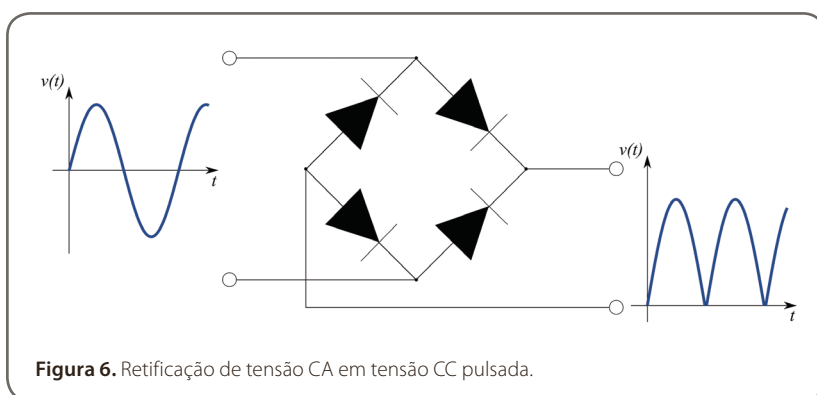 v(t)
t
v(t)
t
Figura 6. Retificação de tensão CA em tensão CC pulsada.